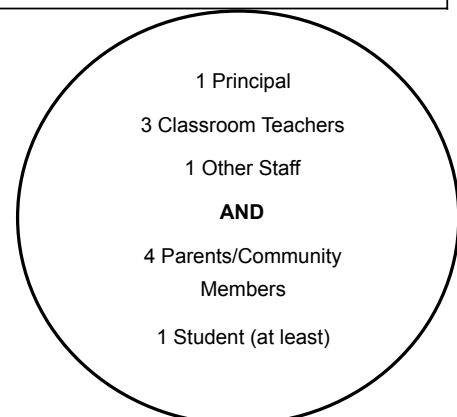 1 Principal
3 Classroom Teachers
1 Other Staff
AND
4 Parents/Community
Members
1 Student (at least)